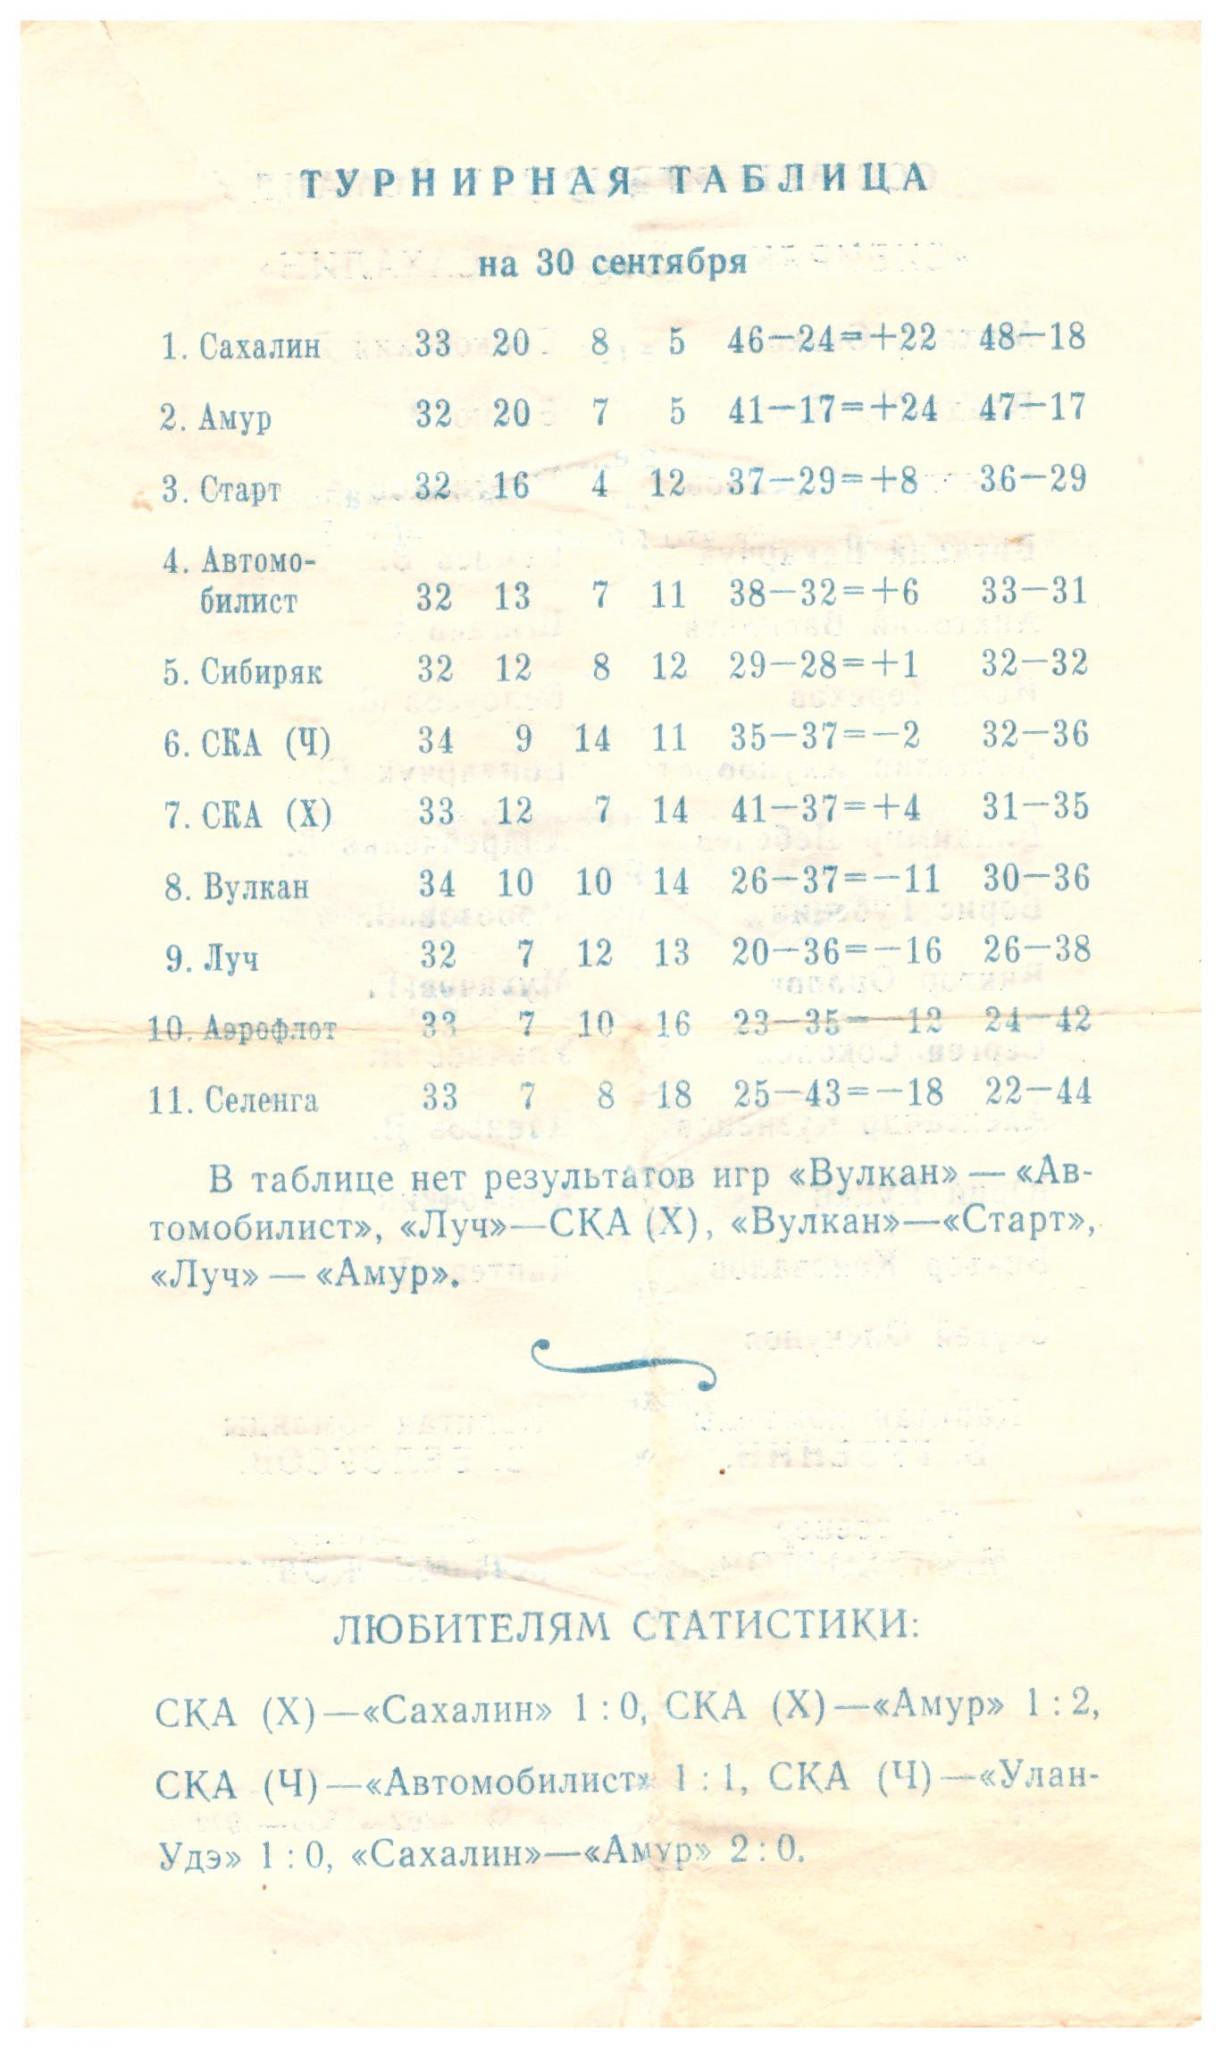 ТУРНИРНАЯ ТАБЛИЦА
на 30 сентября
1. Сахалин 33 20 8 5 46—24=+22 48—18
2. Амур 32 20 7 5 41—17=+24 47—17
3. Старт 32 16 4 12 37—29=+8 36—29
4. Автомо-
билист 32 13 7 11 38—32=+6 33—31
5. Сибиряк 32 12 8 12 29—28=+1 32—32
6. СКА (Ч) 34 9 14 11 35—37=—2 32—36
7. СКА (Х) 33 12 7 14 41—37=+4 31—35
8. Вулкан 34 10 10 14 26—37=—11 30—36
9. Луч 32 7 12 13 20—36=—16 26—38
10. Аэрофлот 33 7 10 16 23—35=—12 24—42
11. Селенга 33 7 8 18 25—43=—18 22—44
В таблице нет результатов игр «Вулкан» — «Ав-
томобилист», «Луч»—СКА (Х), «Вулкан»—«Старт»,
«Луч» — «Амур».
ЛЮБИТЕЛЯМ СТАТИСТИКИ:
СКА (Х)—«Сахалин» 1 : 0, СКА (Х)—«Амур» 1 : 2,
СКА (Ч)—«Автомобилист» 1 : 1, СКА (Ч)—«Улан-
Удэ» 1 : 0, «Сахалин»—«Амур» 2 : 0.